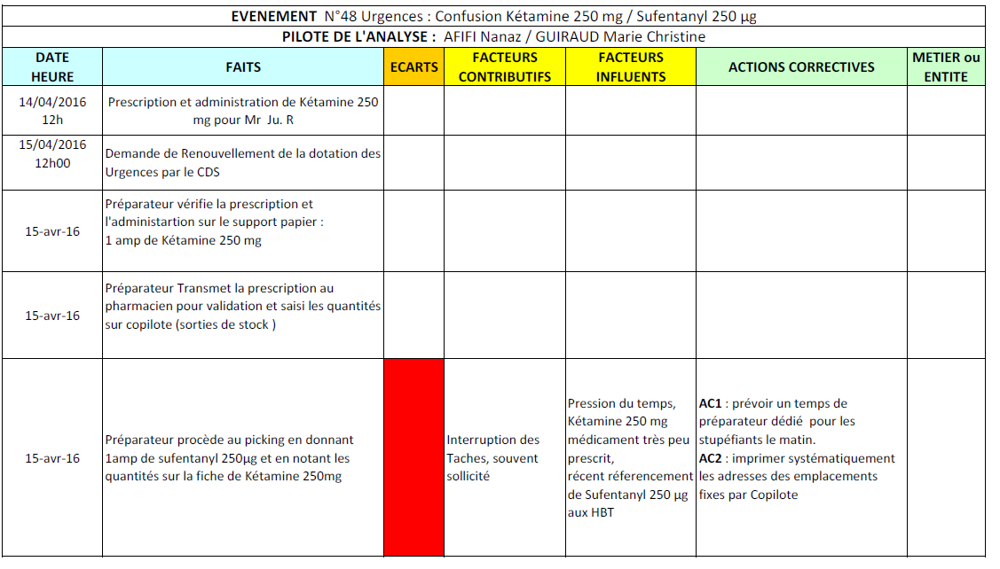 EVENEMENT N°48 Urgences : Confusion Kétamine 250 mg / Sufentanyl 250 µg
PILOTE DE L'ANALYSE : AFIFI Nanaz / GUIRAUD Marie Christine
DATE
HEURE
FAITS
ECARTS
FACTEURS
CONTRIBUTIFS
FACTEURS
INFLUENTS
ACTIONS CORRECTIVES
METIER ou
ENTITE
14/04/2016
12h
Prescription et administration de Kétamine 250
mg pour Mr Ju. R
15/04/2016
12h00
Demande de Renouvellement de la dotation des
Urgences par le CDS
15-avr-16
Préparateur vérifie la prescription et
l'administartion sur le support papier :
1 amp de Kétamine 250 mg
15-avr-16
Préparateur Transmet la prescription au
pharmacien pour validation et saisi les quantités
sur copilote (sorties de stock )
15-avr-16
Préparateur procède au picking en donnant
1amp de sufentanyl 250µg et en notant les
quantités sur la fiche de Kétamine 250mg
Interruption des
Taches, souvent
sollicité
Pression du temps,
Kétamine 250 mg
médicament très peu
prescrit,
récent réferencement
de Sufentanyl 250 µg
aux HBT
AC1 : prévoir un temps de
préparateur dédié pour les
stupéfiants le matin.
AC2 : imprimer systématiquement
les adresses des emplacements
fixes par Copilote